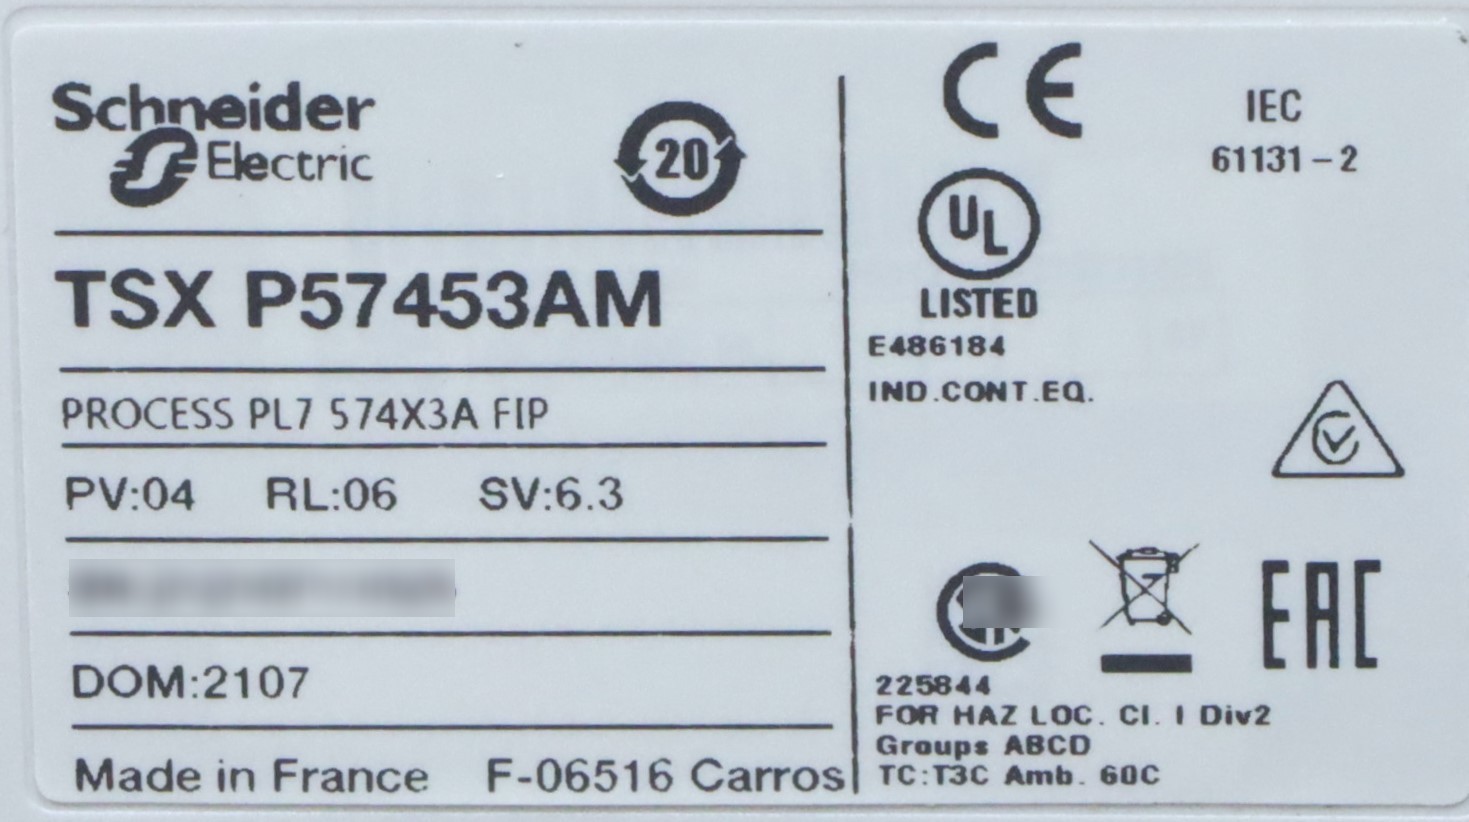 Schneider
Electric
20
TSX P57453AM
PROCESS PL7 574X3A FIP
PV:04 RL:06 SV:6.3
DOM:2107
Made in France F-06516 Carros
CE
IEC
61131-2
UL
LISTED
E486184
IND.CONT.EQ.
EAC
225844
FOR HAZ LOC. Cl. I Div2
Groups ABCD
TC:T3C Amb. 60C